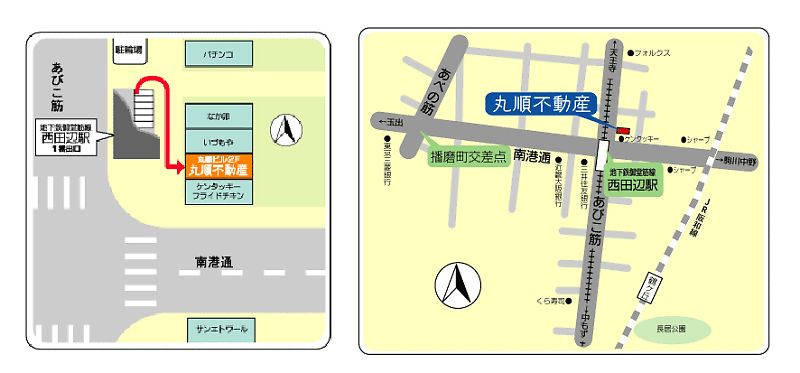 駐輪場
あびこ筋
パチンコ
なか卯
地下鉄御堂筋線
西田辺駅
1番出口
いづもや
丸順ビル2F
丸順不動産
ケンタッキー
フライドチキン
南港通
サンエトワール
あべの筋
↑天王寺
フォルクス
丸順不動産
←玉出
播磨町交差点
南港通
ケンタッキー
シャープ
→駒川中野
シャープ
東京三菱銀行
近畿大阪銀行
三井住友銀行
地下鉄御堂筋線
西田辺駅
あびこ筋
JR阪和線
鶴ヶ丘
くら寿司
中もず
長居公園